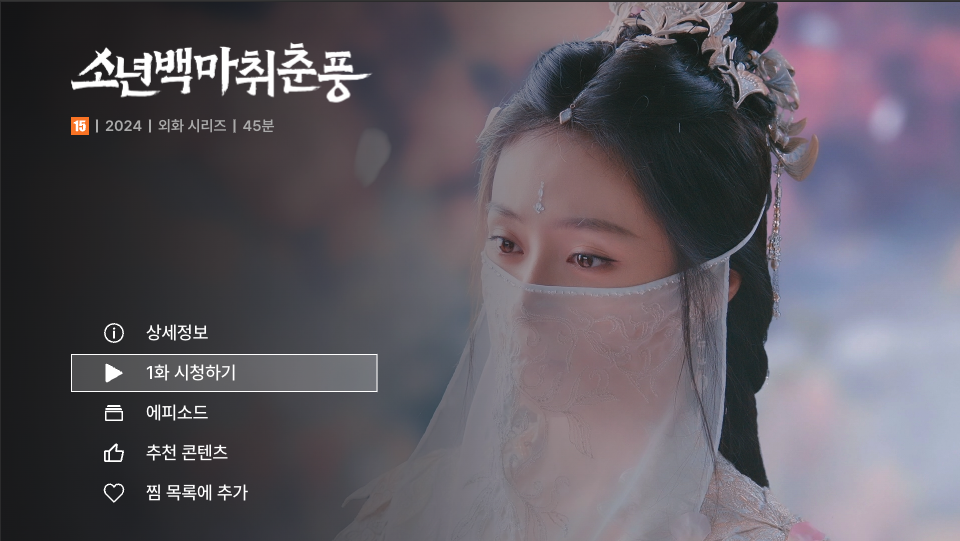 소년백마취춘풍
15 | 2024 | 외화 시리즈 | 45분
상세정보
1화 시청하기
에피소드
추천 콘텐츠
찜 목록에 추가